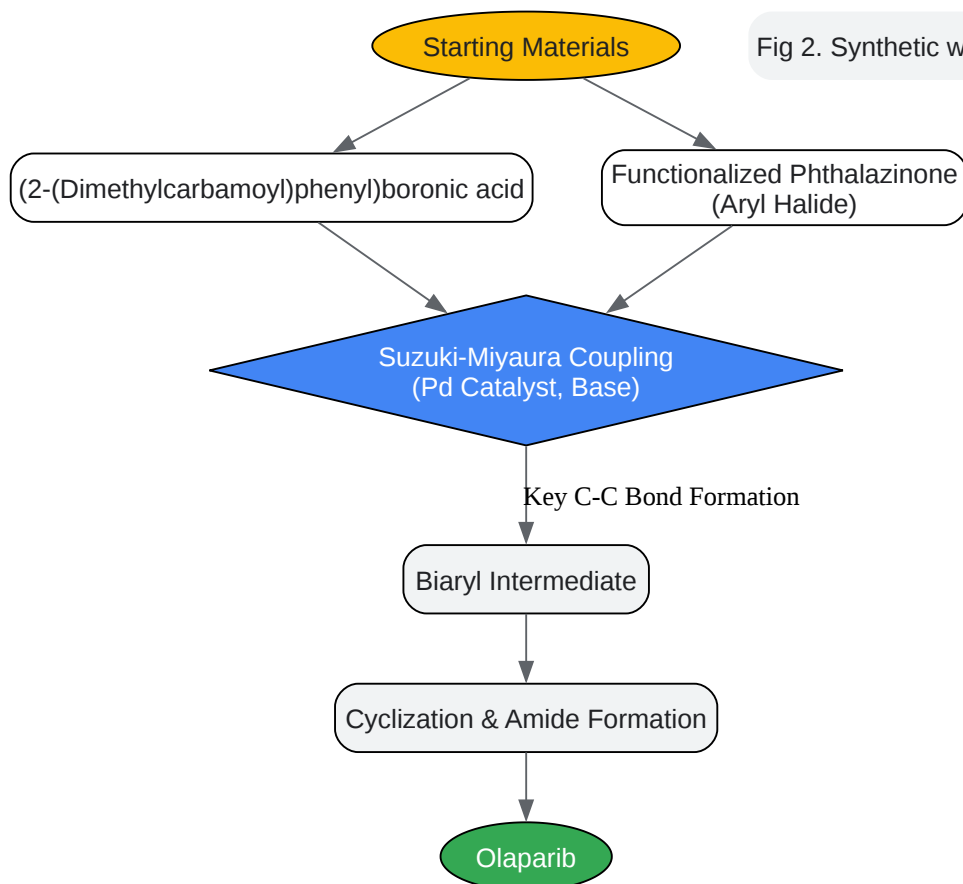 Starting Materials
Fig 2. Synthetic
(2-(Dimethylcarbamoyl)phenyl)boronic acid
Functionalized Phthalazinone
(Aryl Halide)
Suzuki-Miyaura Coupling
(Pd Catalyst, Base)
Key C-C Bond Formation
Biaryl Intermediate
Cyclization & Amide Formation
Olaparib